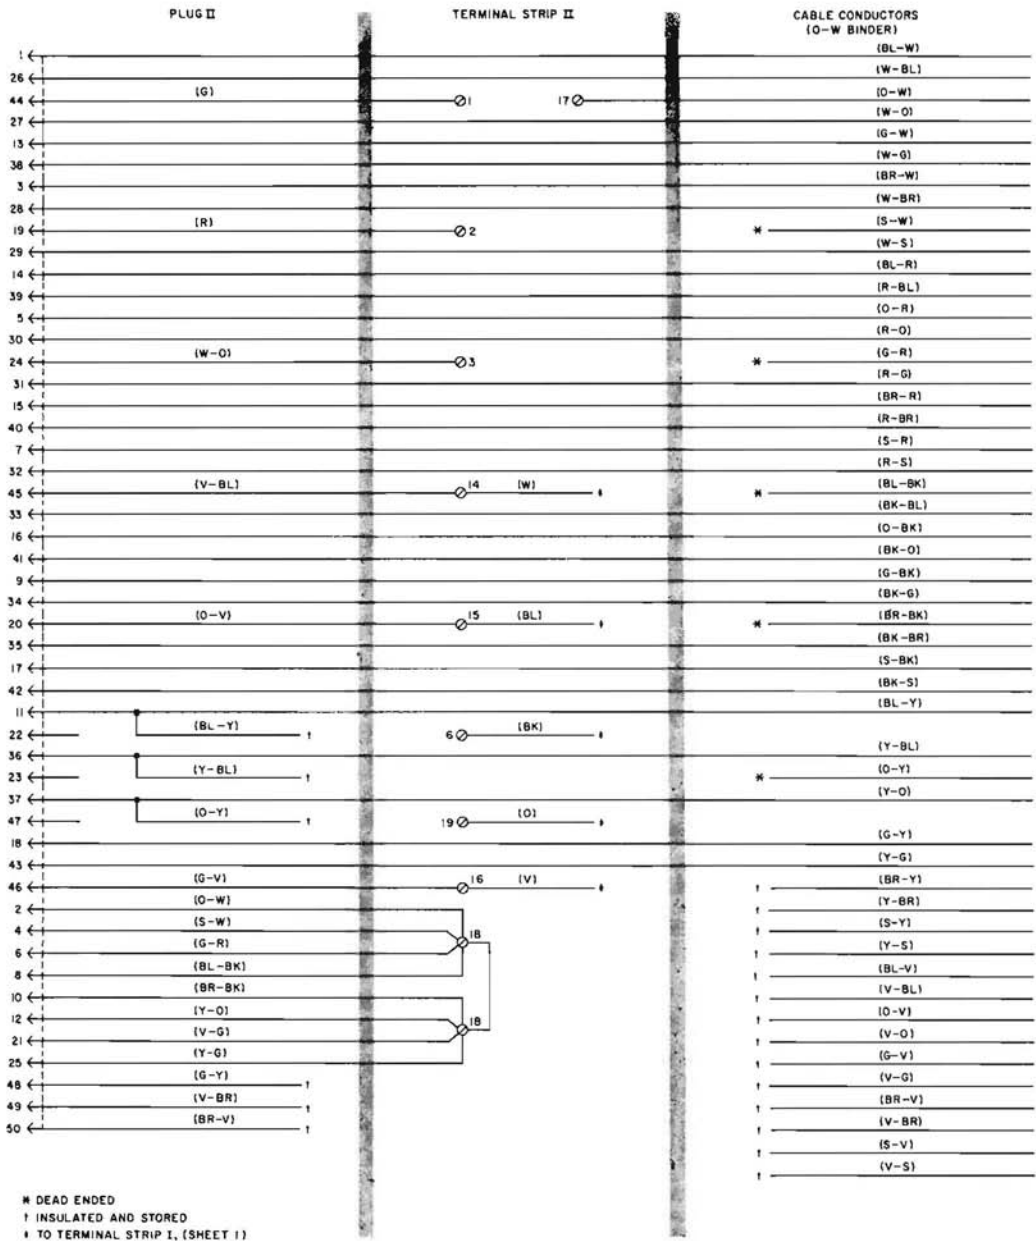 PLUG II TERMINAL STRIP II CABLE CONDUCTORS
(O-W BINDER)
1 (BL-W)
26 (W-BL)
44 (G) 1 17 (O-W)
27 (W-O)
13 (G-W)
38 (W-G)
3 (BR-W)
28 (W-BR)
19 (R) 2 * (S-W)
29 (W-S)
14 (BL-R)
39 (R-BL)
5 (O-R)
30 (R-O)
24 (W-O) 3 * (G-R)
31 (R-G)
15 (BR-R)
40 (R-BR)
7 (S-R)
32 (R-S)
45 (V-BL) 14 (W) ‡ * (BL-BK)
33 (BK-BL)
16 (O-BK)
41 (BK-O)
9 (G-BK)
34 (BK-G)
20 (O-V) 15 (BL) ‡ * (BR-BK)
35 (BK-BR)
17 (S-BK)
42 (BK-S)
11 (BL-Y)
22 (BL-Y) † 6 (BK) ‡
36 (Y-BL)
23 (Y-BL) † * (O-Y)
37 (Y-O)
47 (O-Y) † 19 (O) ‡
18 (G-Y)
43 (Y-G)
46 (G-V) 16 (V) ‡ † (BR-Y)
2 (O-W) † (Y-BR)
4 (S-W) 18 † (S-Y)
6 (G-R) † (Y-S)
8 (BL-BK) † (BL-V)
10 (BR-BK) † (V-BL)
12 (Y-O) 18 † (O-V)
21 (V-G) † (V-O)
25 (Y-G) † (G-V)
48 (G-Y) † † (V-G)
49 (V-BR) † † (BR-V)
50 (BR-V) † † (V-BR)
† (S-V)
† (V-S)
* DEAD ENDED
† INSULATED AND STORED
‡ TO TERMINAL STRIP I, (SHEET 1)